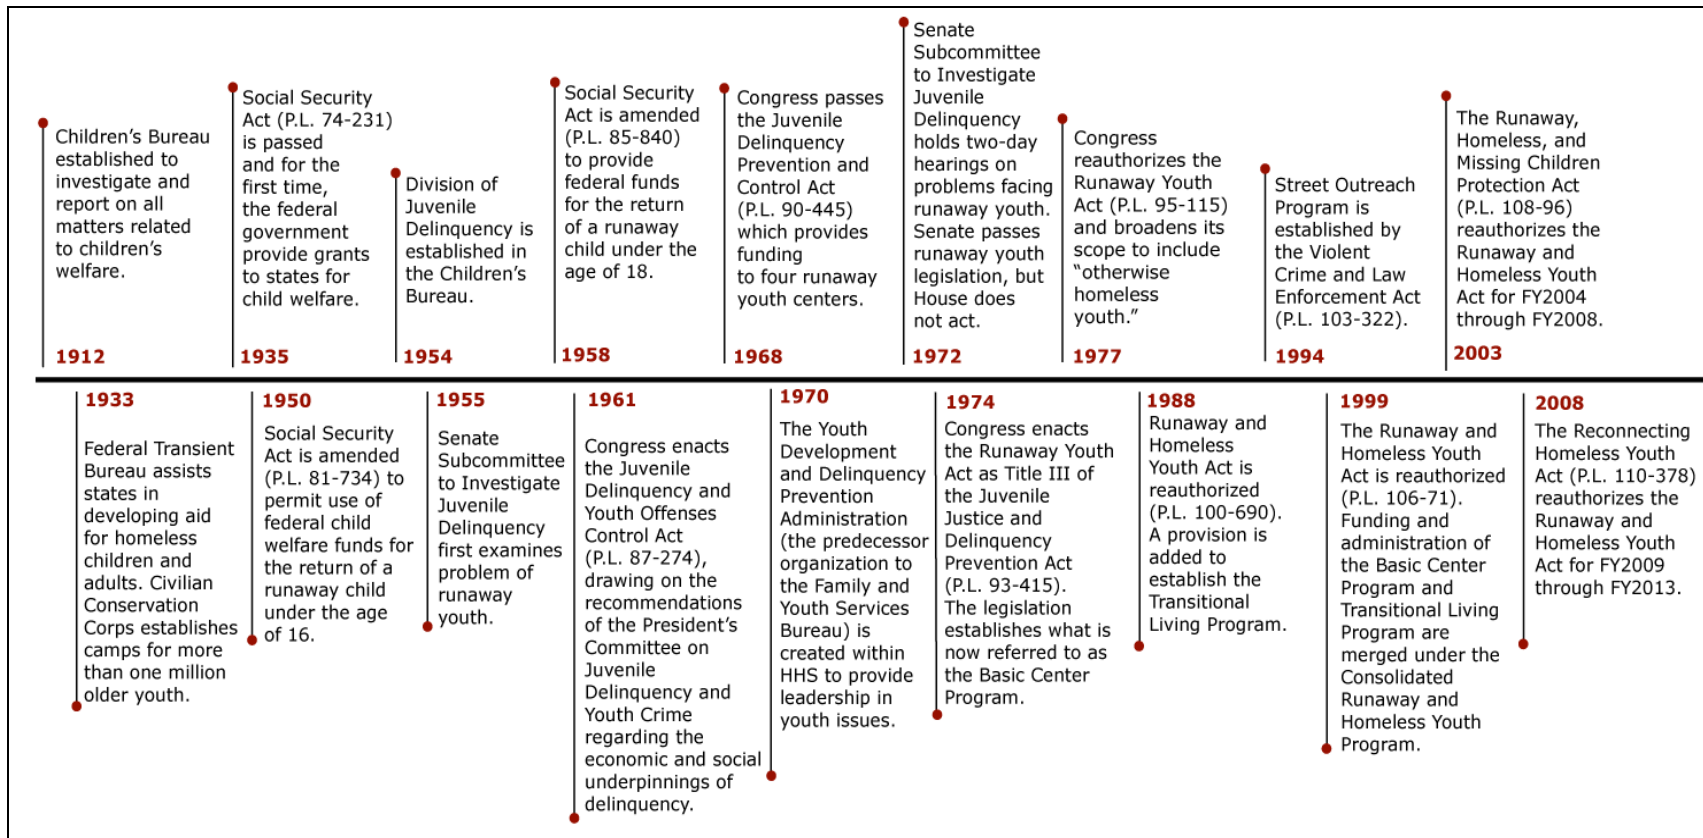 Children's Bureau
established to
investigate and
report on all
matters related
to children's
welfare.
1912
Social Security
Act (P.L. 74-231)
is passed
and for the
first time,
the federal
government
provide grants
to states for
child welfare.
1935
Division of
Juvenile
Delinquency is
established in
the Children's
Bureau.
1954
Social Security
Act is amended
(P.L. 85-840)
to provide
federal funds
for the return
of a runaway
child under the
age of 18.
1958
Congress passes
the Juvenile
Delinquency
Prevention and
Control Act
(P.L. 90-445)
which provides
funding
to four runaway
youth centers.
1968
Senate
Subcommittee
to Investigate
Juvenile
Delinquency
holds two-day
hearings on
problems facing
runaway youth.
Senate passes
runaway youth
legislation, but
House does
not act.
1972
Congress
reauthorizes the
Runaway Youth
Act (P.L. 95-115)
and broadens its
scope to include
“otherwise
homeless
youth.”
1977
Street Outreach
Program is
established by
the Violent
Crime and Law
Enforcement Act
(P.L. 103-322).
1994
The Runaway,
Homeless, and
Missing Children
Protection Act
(P.L. 108-96)
reauthorizes the
Runaway and
Homeless Youth
Act for FY2004
through FY2008.
2003
1933
Federal Transient
Bureau assists
states in
developing aid
for homeless
children and
adults. Civilian
Conservation
Corps establishes
camps for more
than one million
older youth.
1950
Social Security
Act is amended
(P.L. 81-734) to
permit use of
federal child
welfare funds for
the return of a
runaway child
under the age
of 16.
1955
Senate
Subcommittee
to Investigate
Juvenile
Delinquency
first examines
problem of
runaway
youth.
1961
Congress enacts
the Juvenile
Delinquency and
Youth Offenses
Control Act
(P.L. 87-274),
drawing on the
recommendations
of the President's
Committee on
Juvenile
Delinquency and
Youth Crime
regarding the
economic and social
underpinnings of
delinquency.
1970
The Youth
Development
and Delinquency
Prevention
Administration
(the predecessor
organization to
the Family and
Youth Services
Bureau) is
created within
HHS to provide
leadership in
youth issues.
1974
Congress enacts
the Runaway Youth
Act as Title III of
the Juvenile
Justice and
Delinquency
Prevention Act
(P.L. 93-415).
The legislation
establishes what is
now referred to as
the Basic Center
Program.
1988
Runaway and
Homeless
Youth Act is
reauthorized
(P.L. 100-690).
A provision is
added to
establish the
Transitional
Living Program.
1999
The Runaway and
Homeless Youth
Act is reauthorized
(P.L. 106-71).
Funding and
administration of
the Basic Center
Program and
Transitional Living
Program are
merged under the
Consolidated
Runaway and
Homeless Youth
Program.
2008
The Reconnecting
Homeless Youth
Act (P.L. 110-378)
reauthorizes the
Runaway and
Homeless Youth
Act for FY2009
through FY2013.